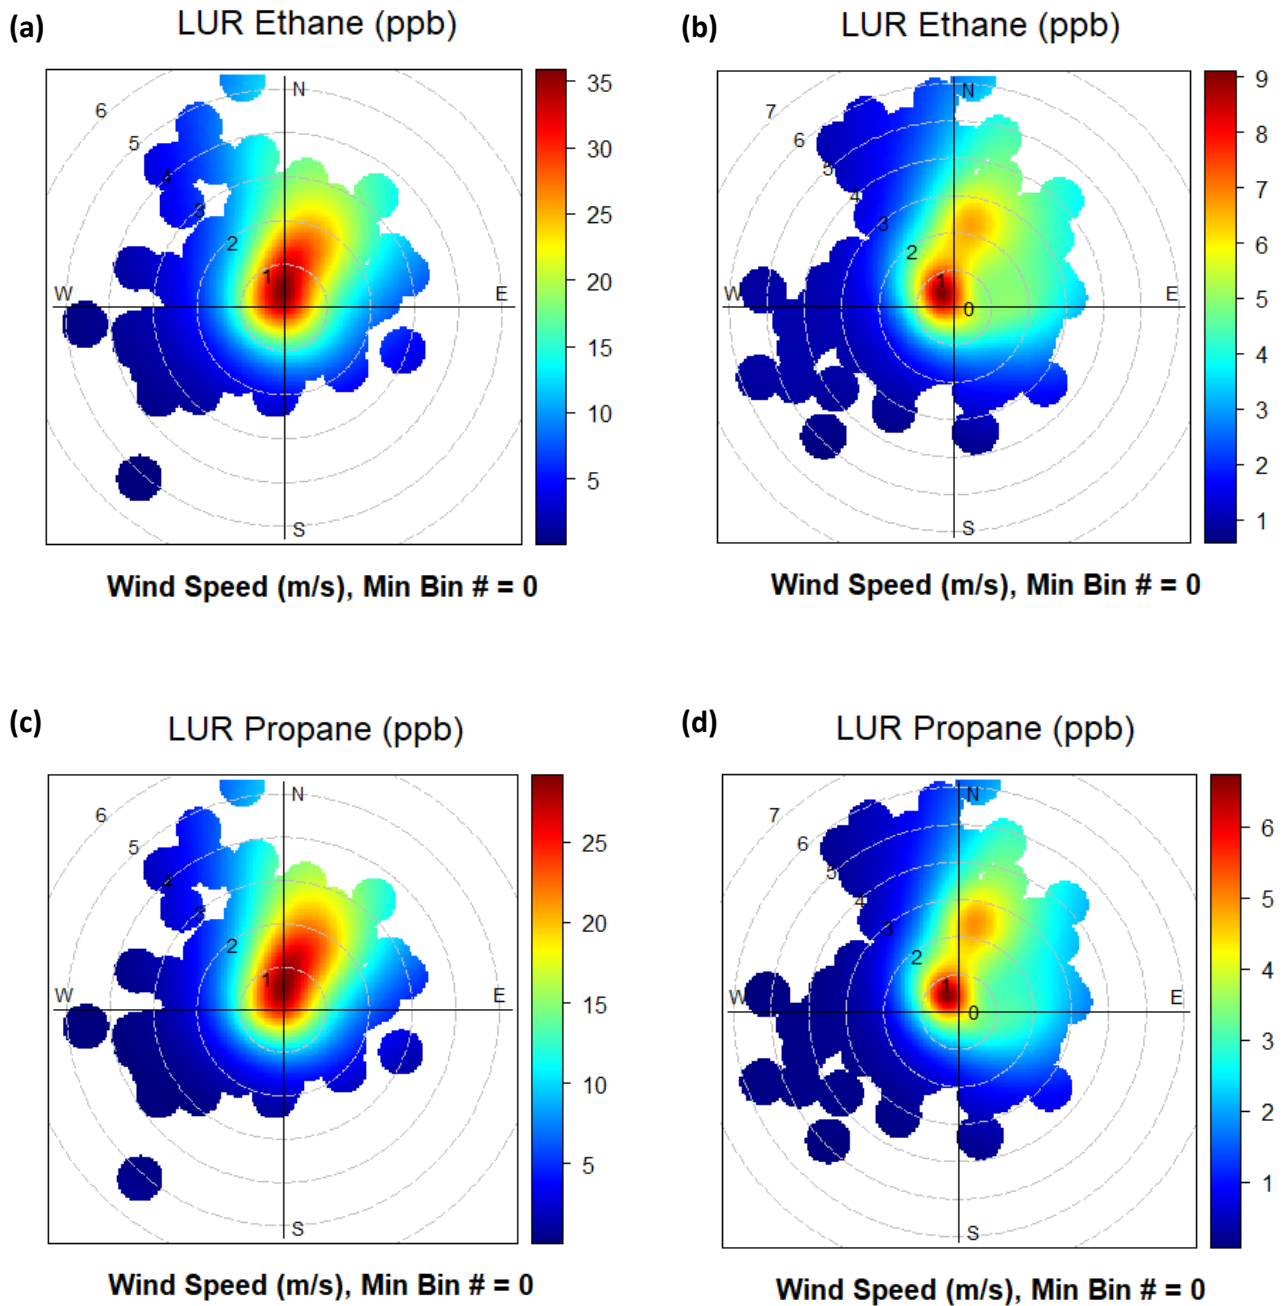 (a)
LUR Ethane (ppb)
N
6
5
4
3
2
1
W
E
S
35
30
25
20
15
10
5
Wind Speed (m/s), Min Bin # = 0
(b)
LUR Ethane (ppb)
N
7
6
5
4
3
2
1
0
W
E
S
9
8
7
6
5
4
3
2
1
Wind Speed (m/s), Min Bin # = 0
(c)
LUR Propane (ppb)
N
6
5
4
3
2
1
W
E
S
25
20
15
10
5
Wind Speed (m/s), Min Bin # = 0
(d)
LUR Propane (ppb)
N
7
6
5
4
3
2
1
0
W
E
S
6
5
4
3
2
1
Wind Speed (m/s), Min Bin # = 0